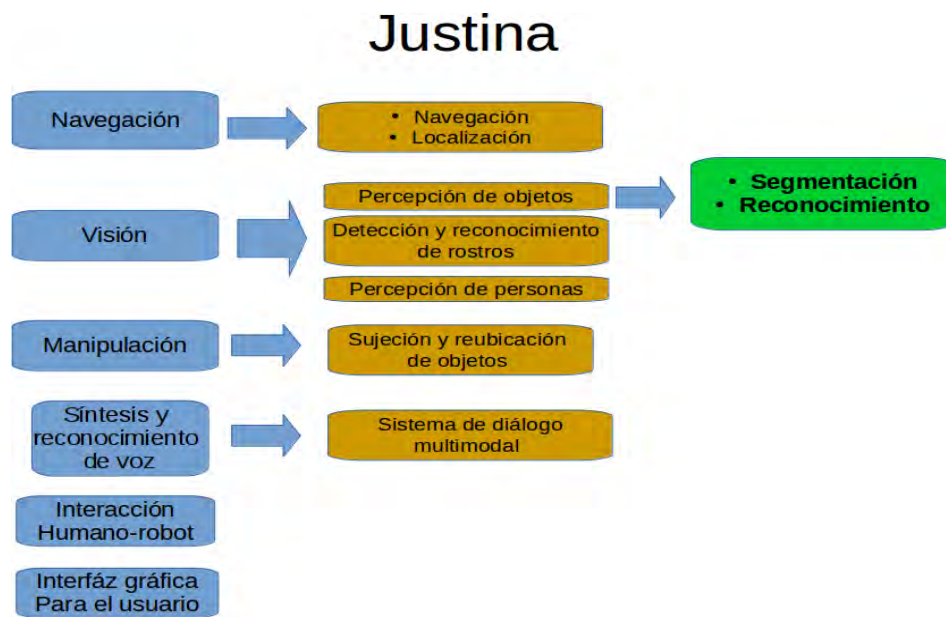 Justina
Navegación
• Navegación
• Localización
• Segmentación
• Reconocimiento
Visión
Percepción de objetos
Detección y reconocimiento
de rostros
Percepción de personas
Manipulación
Sujeción y reubicación
de objetos
Síntesis y
reconocimiento
de voz
Sistema de diálogo
multimodal
Interacción
Humano-robot
Interfáz gráfica
Para el usuario